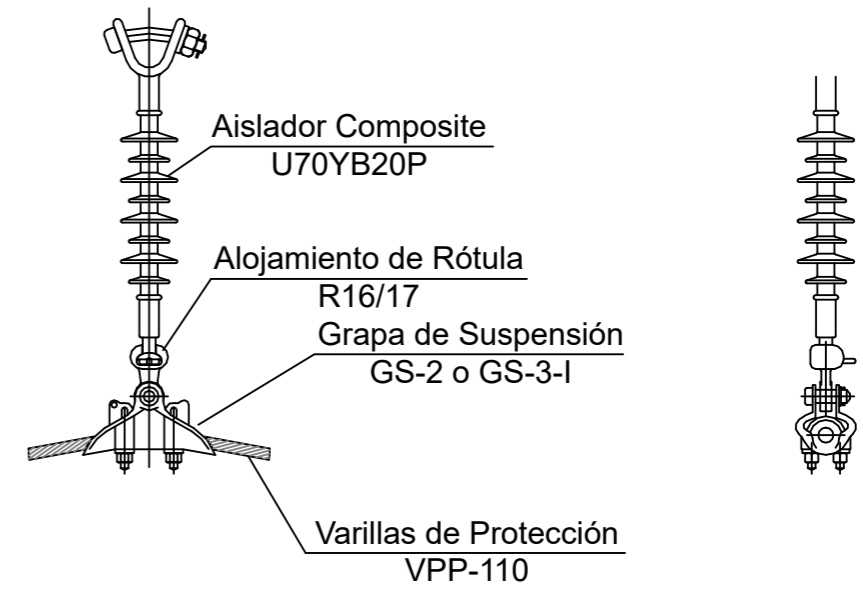 Aislador Composite
U70YB20P
Alojamiento de Rótula
R16/17
Grapa de Suspensión
GS-2 o GS-3-I
Varillas de Protección
VPP-110